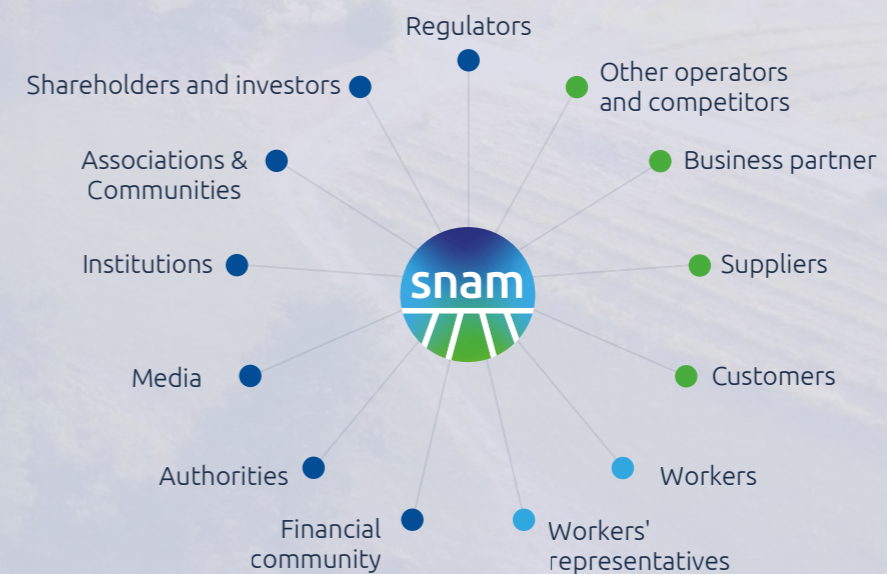 Regulators
Shareholders and investors
Other operators
and competitors
Associations &
Communities
Business partner
Institutions
snam
Suppliers
Media
Customers
Authorities
Workers
Financial
community
Workers'
representatives